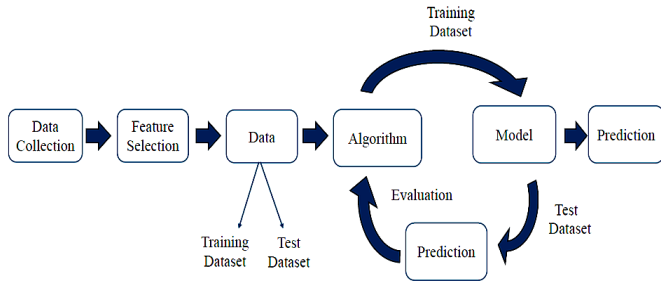 Training
Dataset
Data
Collection
Feature
Selection
Data
Algorithm
Model
Prediction
Evaluation
Test
Dataset
Training
Dataset
Test
Dataset
Prediction